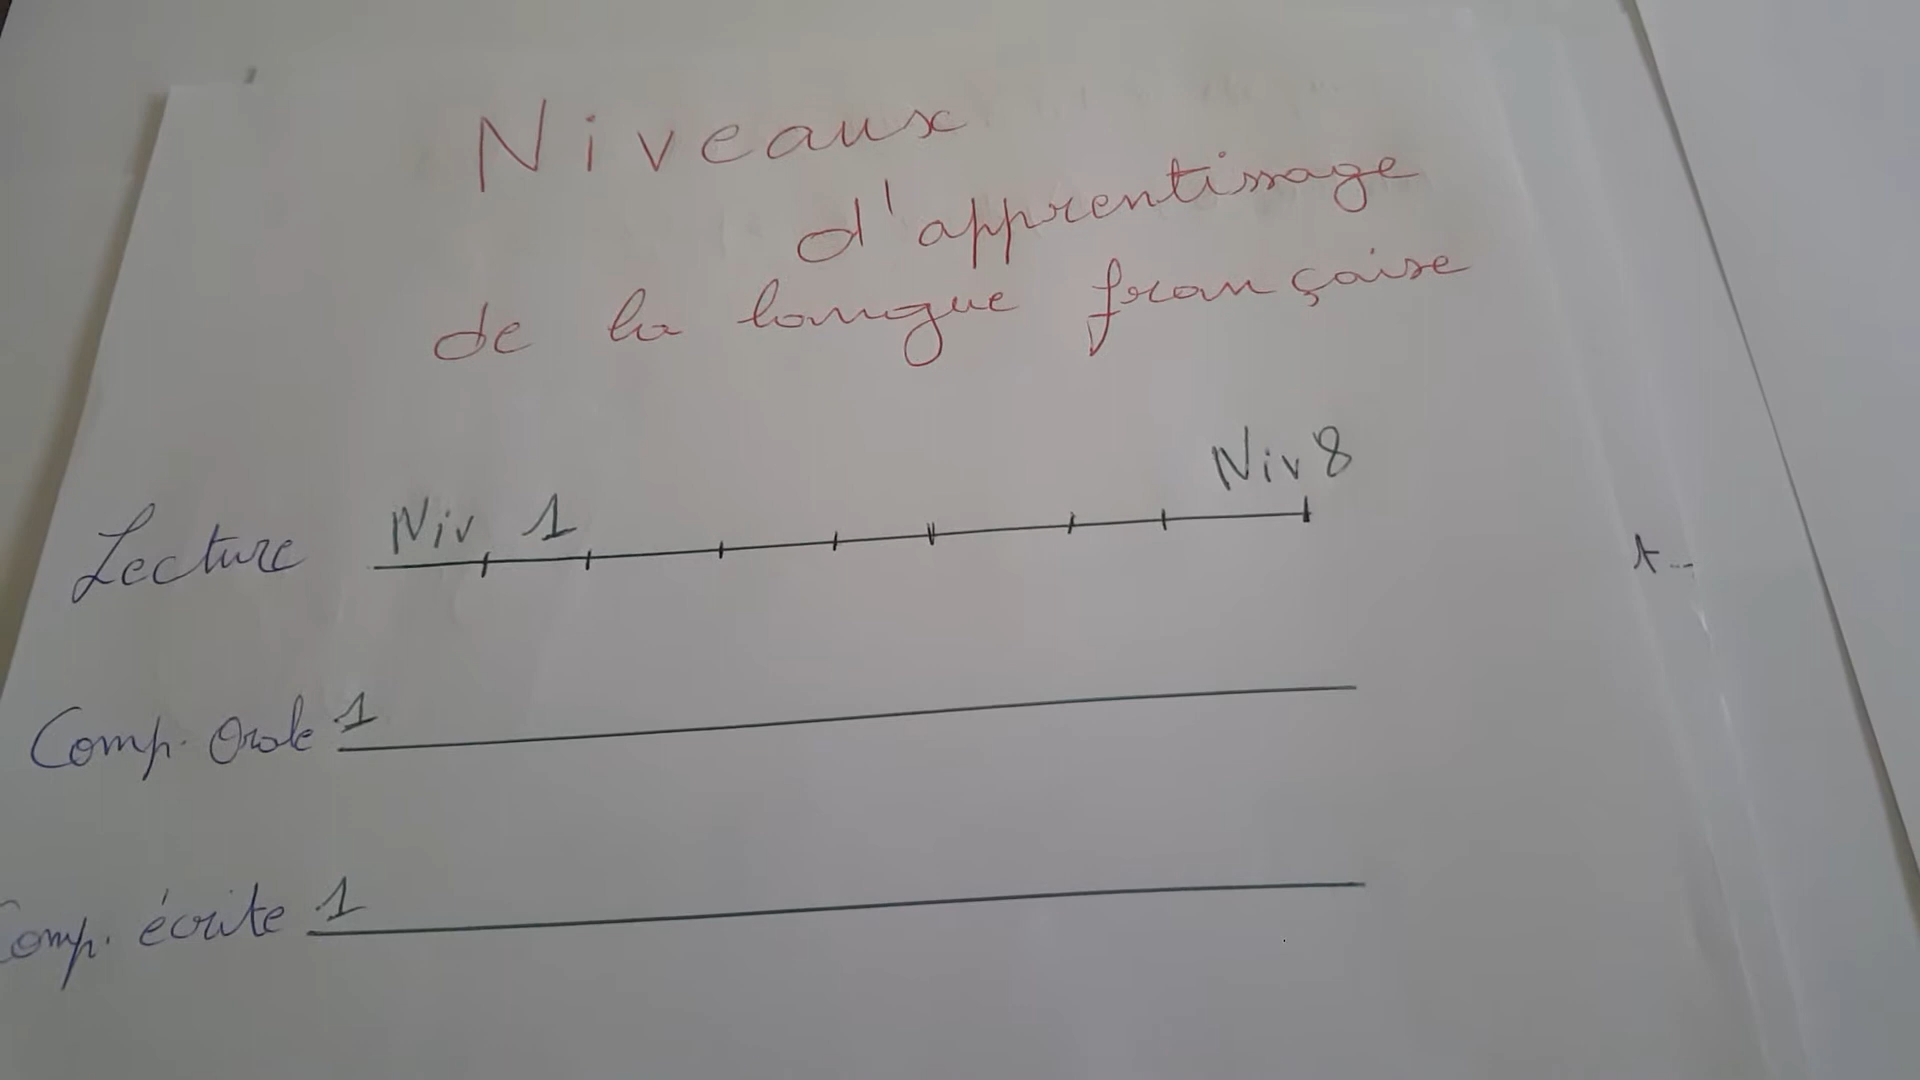 Niveaux
d'apprentissage
de la langue française
Niv 8
Lecture Niv 1
Comp. Orale 1
Comp. écrite 1